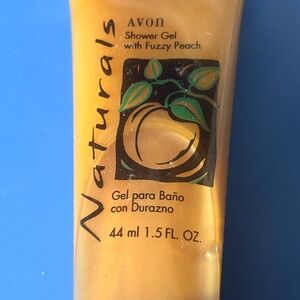 Naturals
AVON
Shower Gel
with Fuzzy Peach
Gel para Baño
con Durazno
44 ml 1.5 FL. OZ.